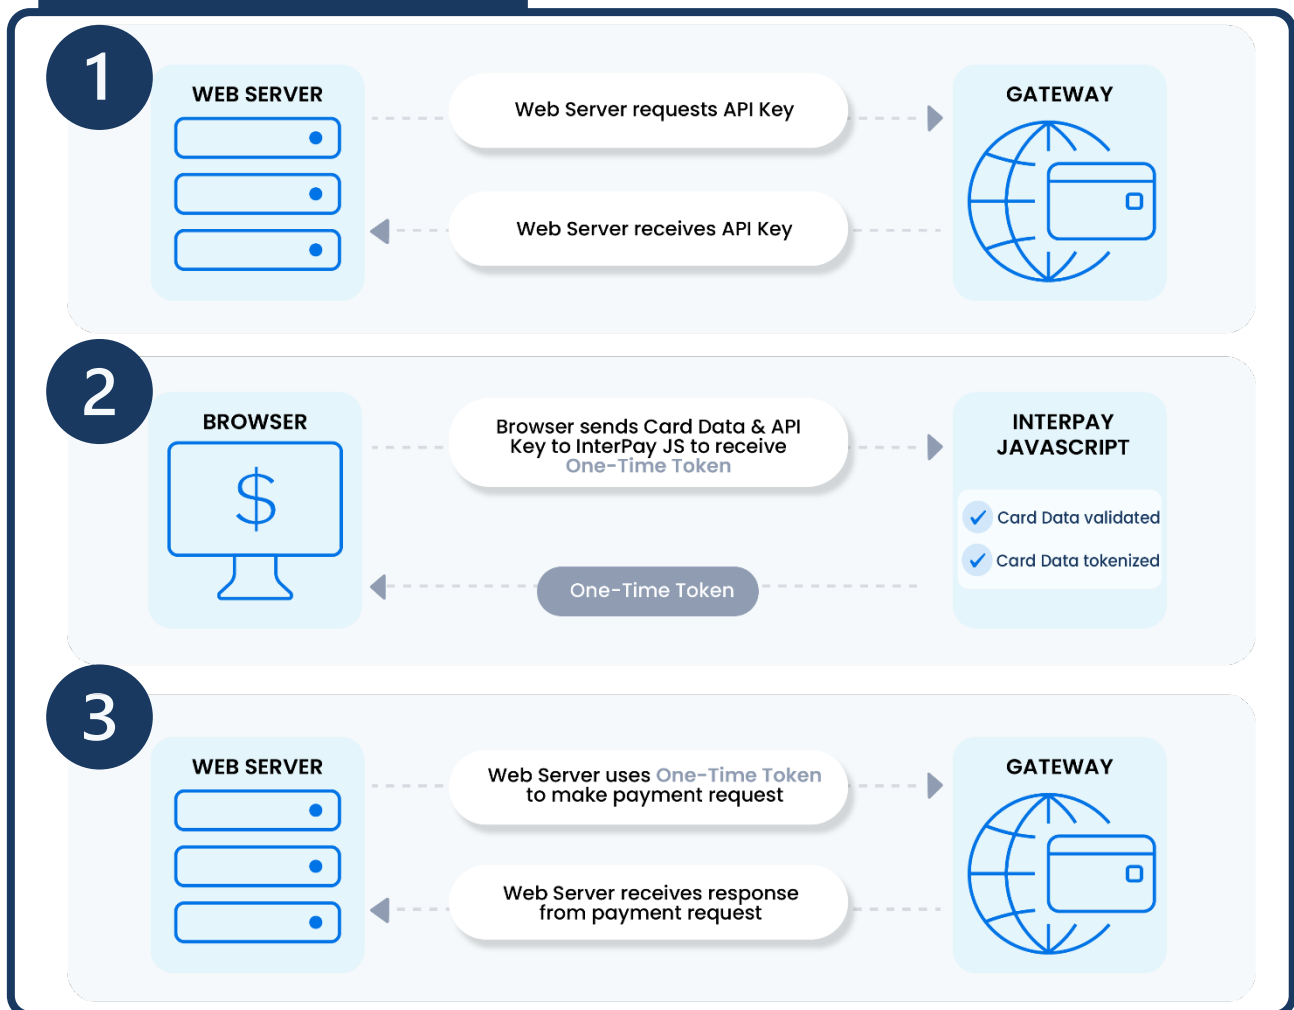 1
WEB SERVER
Web Server requests API Key
Web Server receives API Key
GATEWAY
2
BROWSER
$
Browser sends Card Data & API
Key to InterPay JS to receive
One-Time Token
One-Time Token
INTERPAY
JAVASCRIPT
Card Data validated
Card Data tokenized
3
WEB SERVER
Web Server uses One-Time Token
to make payment request
Web Server receives response
from payment request
GATEWAY